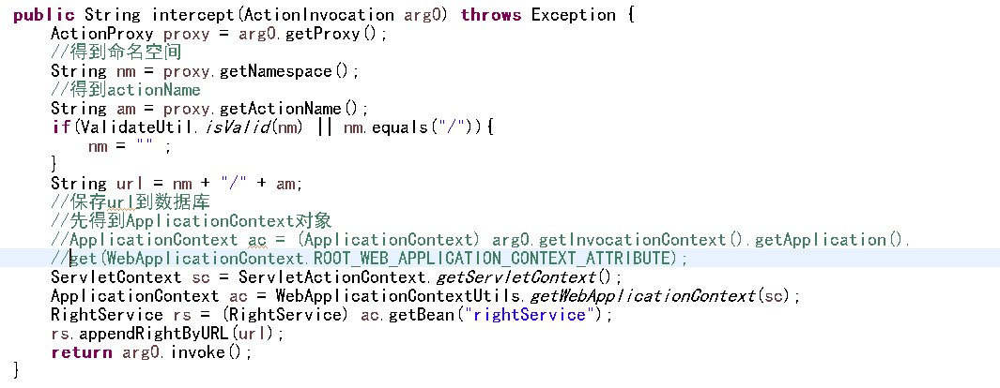 public String intercept(ActionInvocation arg0) throws Exception {
ActionProxy proxy = arg0.getProxy();
//得到命名空间
String nm = proxy.getNamespace();
//得到actionName
String am = proxy.getActionName();
if(ValidateUtil.isValid(nm) || nm.equals("/")){
nm = "" ;
}
String url = nm + "/" + am;
//保存url到数据库
//先得到ApplicationContext对象
//ApplicationContext ac = (ApplicationContext) arg0.getInvocationContext().getApplication().
//get(WebApplicationContext.ROOT_WEB_APPLICATION_CONTEXT_ATTRIBUTE);
ServletContext sc = ServletActionContext.getServletContext();
ApplicationContext ac = WebApplicationContextUtils.getWebApplicationContext(sc);
RightService rs = (RightService) ac.getBean("rightService");
rs.appendRightByURL(url);
return arg0.invoke();
}